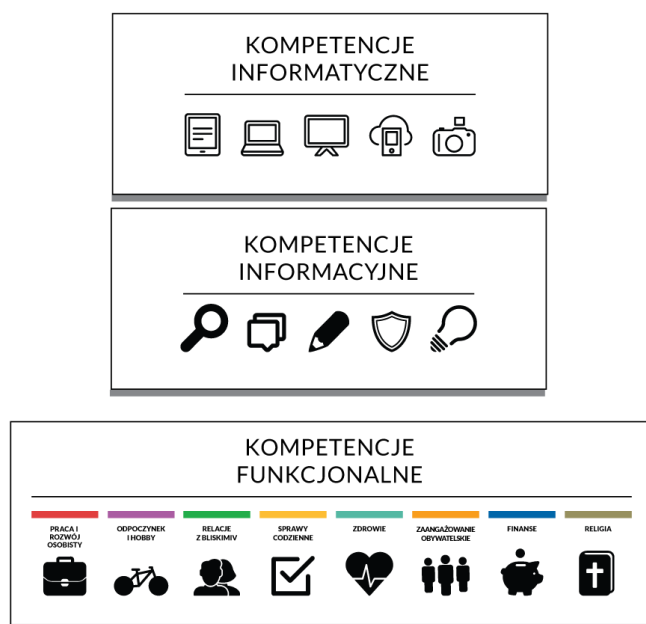 KOMPETENCJE
INFORMATYCZNE
KOMPETENCJE
INFORMACYJNE
KOMPETENCJE
FUNKCJONALNE
PRACA I
ROZWÓJ
OSOBISTY
ODPOCZYNEK
I HOBBY
RELACJE
Z BLISKIMIV
SPRAWY
CODZIENNE
ZDROWIE
ZAANGAŻOWANIE
OBYWATELSKIE
FINANSE
RELIGIA